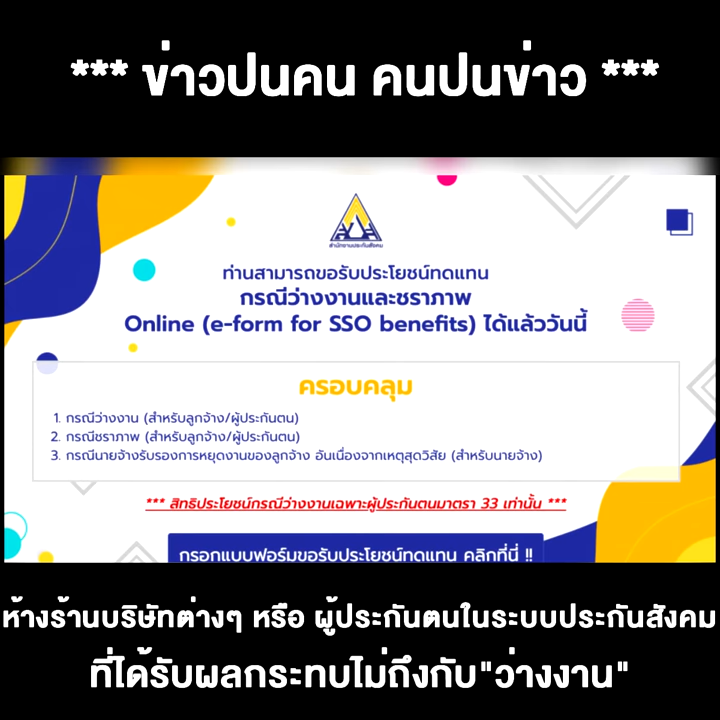 *** ข่าวปนคน คนปนข่าว ***
สำนักงานประกันสังคม
ท่านสามารถขอรับประโยชน์ทดแทน
กรณีว่างงานและชราภาพ
Online (e-form for SSO benefits) ได้แล้ววันนี้
ครอบคลุม
1. กรณีว่างงาน (สำหรับลูกจ้าง/ผู้ประกันตน)
2. กรณีชราภาพ (สำหรับลูกจ้าง/ผู้ประกันตน)
3. กรณีนายจ้างรับรองการหยุดงานของลูกจ้าง อันเนื่องจากเหตุสุดวิสัย (สำหรับนายจ้าง)
*** สิทธิประโยชน์กรณีว่างงานเฉพาะผู้ประกันตนมาตรา 33 เท่านั้น ***
กรอกแบบฟอร์มขอรับประโยชน์ทดแทน คลิกที่นี่ !!
ห้างร้านบริษัทต่างๆ หรือ ผู้ประกันตนในระบบประกันสังคม
ที่ได้รับผลกระทบไม่ถึงกับ"ว่างงาน"